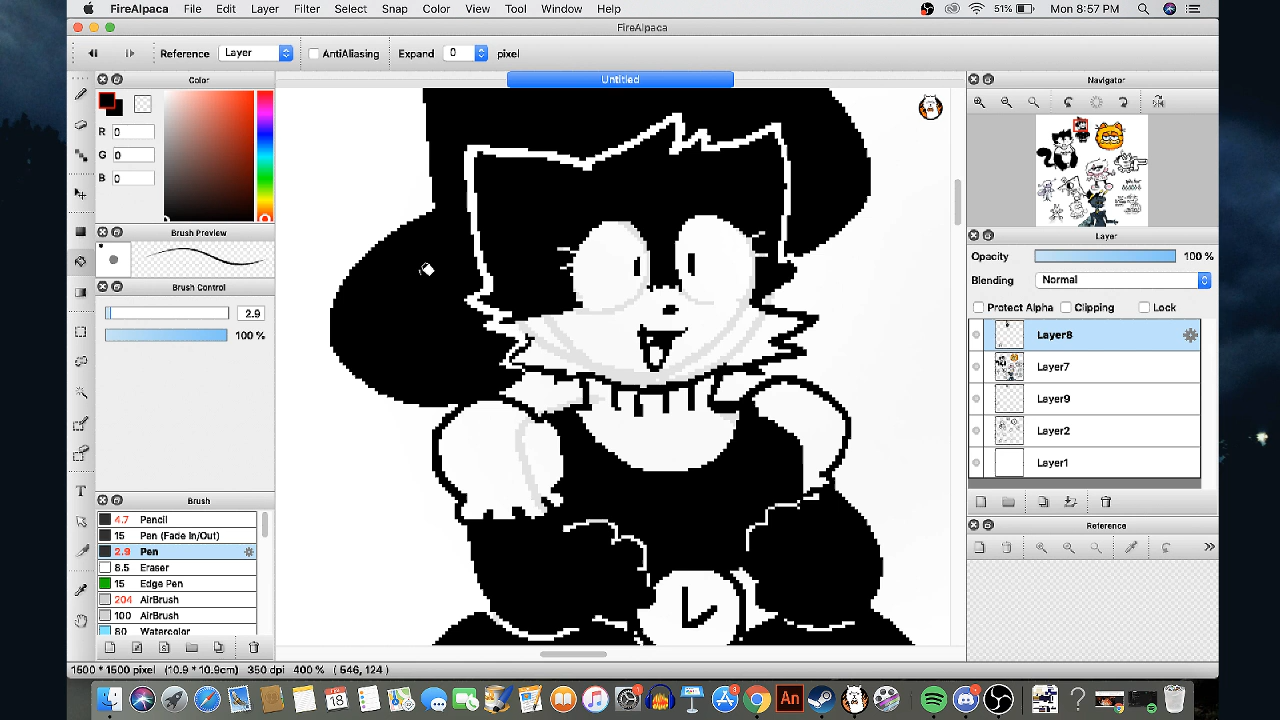 FireAlpaca File Edit Layer Filter Select Snap Color View Tool Window Help 51% Mon 8:57 PM
FireAlpaca
Reference Layer AntiAliasing Expand 0 pixel
Untitled
Color
R 0
G 0
B 0
Brush Preview
Brush Control
2.9
100 %
Brush
4.7 Pencil
15 Pen (Fade In/Out)
2.9 Pen
8.5 Eraser
15 Edge Pen
204 AirBrush
100 AirBrush
80 Watercolor
Navigator
Layer
Opacity 100 %
Blending Normal
Protect Alpha Clipping Lock
Layer8
Layer7
Layer9
Layer2
Layer1
Reference
1500 * 1500 pixel (10.9 * 10.9cm) 350 dpi 400 % ( 546, 124 )
An